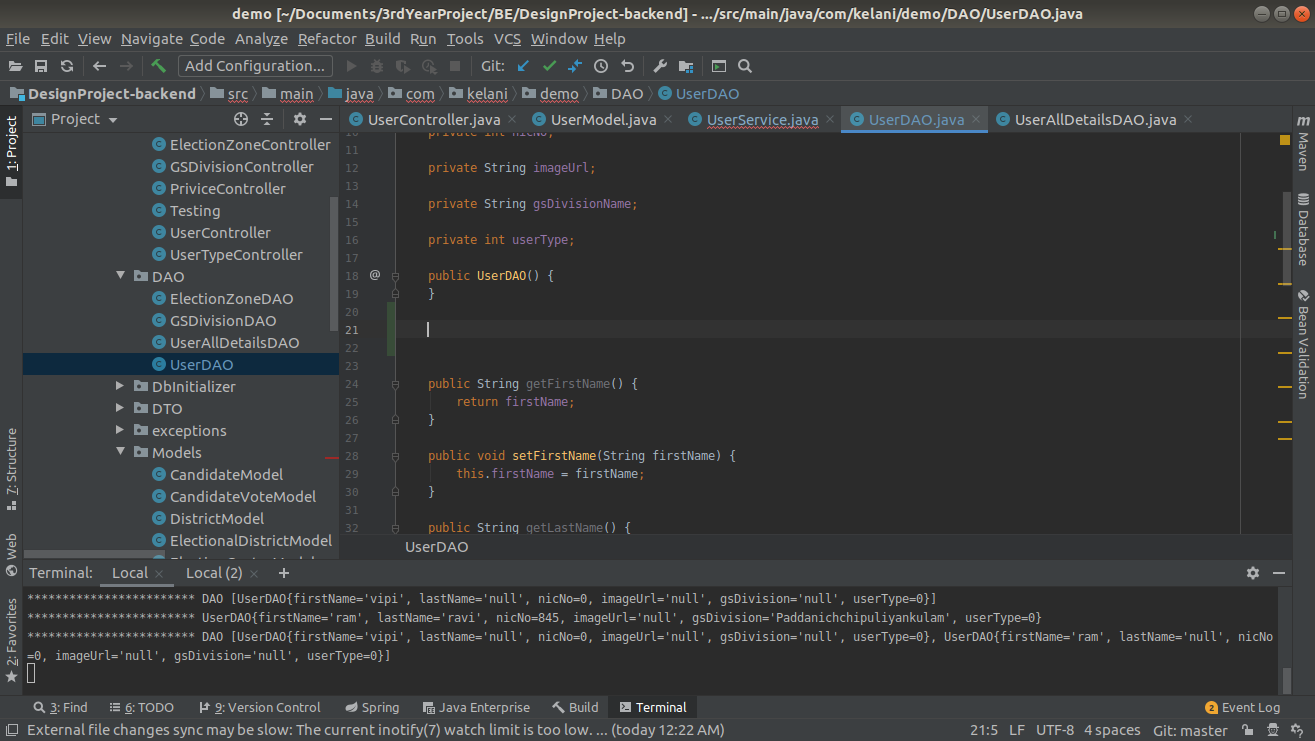 demo [~/Documents/3rdYearProject/BE/DesignProject-backend] - .../src/main/java/com/kelani/demo/DAO/UserDAO.java
File Edit View Navigate Code Analyze Refactor Build Run Tools VCS Window Help
Add Configuration... Git:
DesignProject-backend src main java com kelani demo DAO UserDAO
Project UserController.java UserModel.java UserService.java UserDAO.java UserAllDetailsDAO.java
1: Project
7: Structure
Web
2: Favorites
ElectionZoneController
GSDivisionController
PriviceController
Testing
UserController
UserTypeController
DAO
ElectionZoneDAO
GSDivisionDAO
UserAllDetailsDAO
UserDAO
DbInitializer
DTO
exceptions
Models
CandidateModel
CandidateVoteModel
DistrictModel
ElectionalDistrictModel
10 private int nicNo;
11
12 private String imageUrl;
13
14 private String gsDivisionName;
15
16 private int userType;
17
18 @ public UserDAO() {
19 }
20
21
22
23
24 public String getFirstName() {
25 return firstName;
26 }
27
28 public void setFirstName(String firstName) {
29 this.firstName = firstName;
30 }
31
32 public String getLastName() {
UserDAO
Maven
Database
Bean Validation
Terminal: Local Local (2) +
************************ DAO [UserDAO{firstName='vipi', lastName='null', nicNo=0, imageUrl='null', gsDivision='null', userType=0}]
************************ UserDAO{firstName='ram', lastName='ravi', nicNo=845, imageUrl='null', gsDivision='Paddanichchipuliyankulam', userType=0}
************************ DAO [UserDAO{firstName='vipi', lastName='null', nicNo=0, imageUrl='null', gsDivision='null', userType=0}, UserDAO{firstName='ram', lastName='null', nicNo
=0, imageUrl='null', gsDivision='null', userType=0}]
3: Find 6: TODO 9: Version Control Spring Java Enterprise Build Terminal 2 Event Log
External file changes sync may be slow: The current inotify(7) watch limit is too low. ... (today 12:22 AM) 21:5 LF UTF-8 4 spaces Git: master